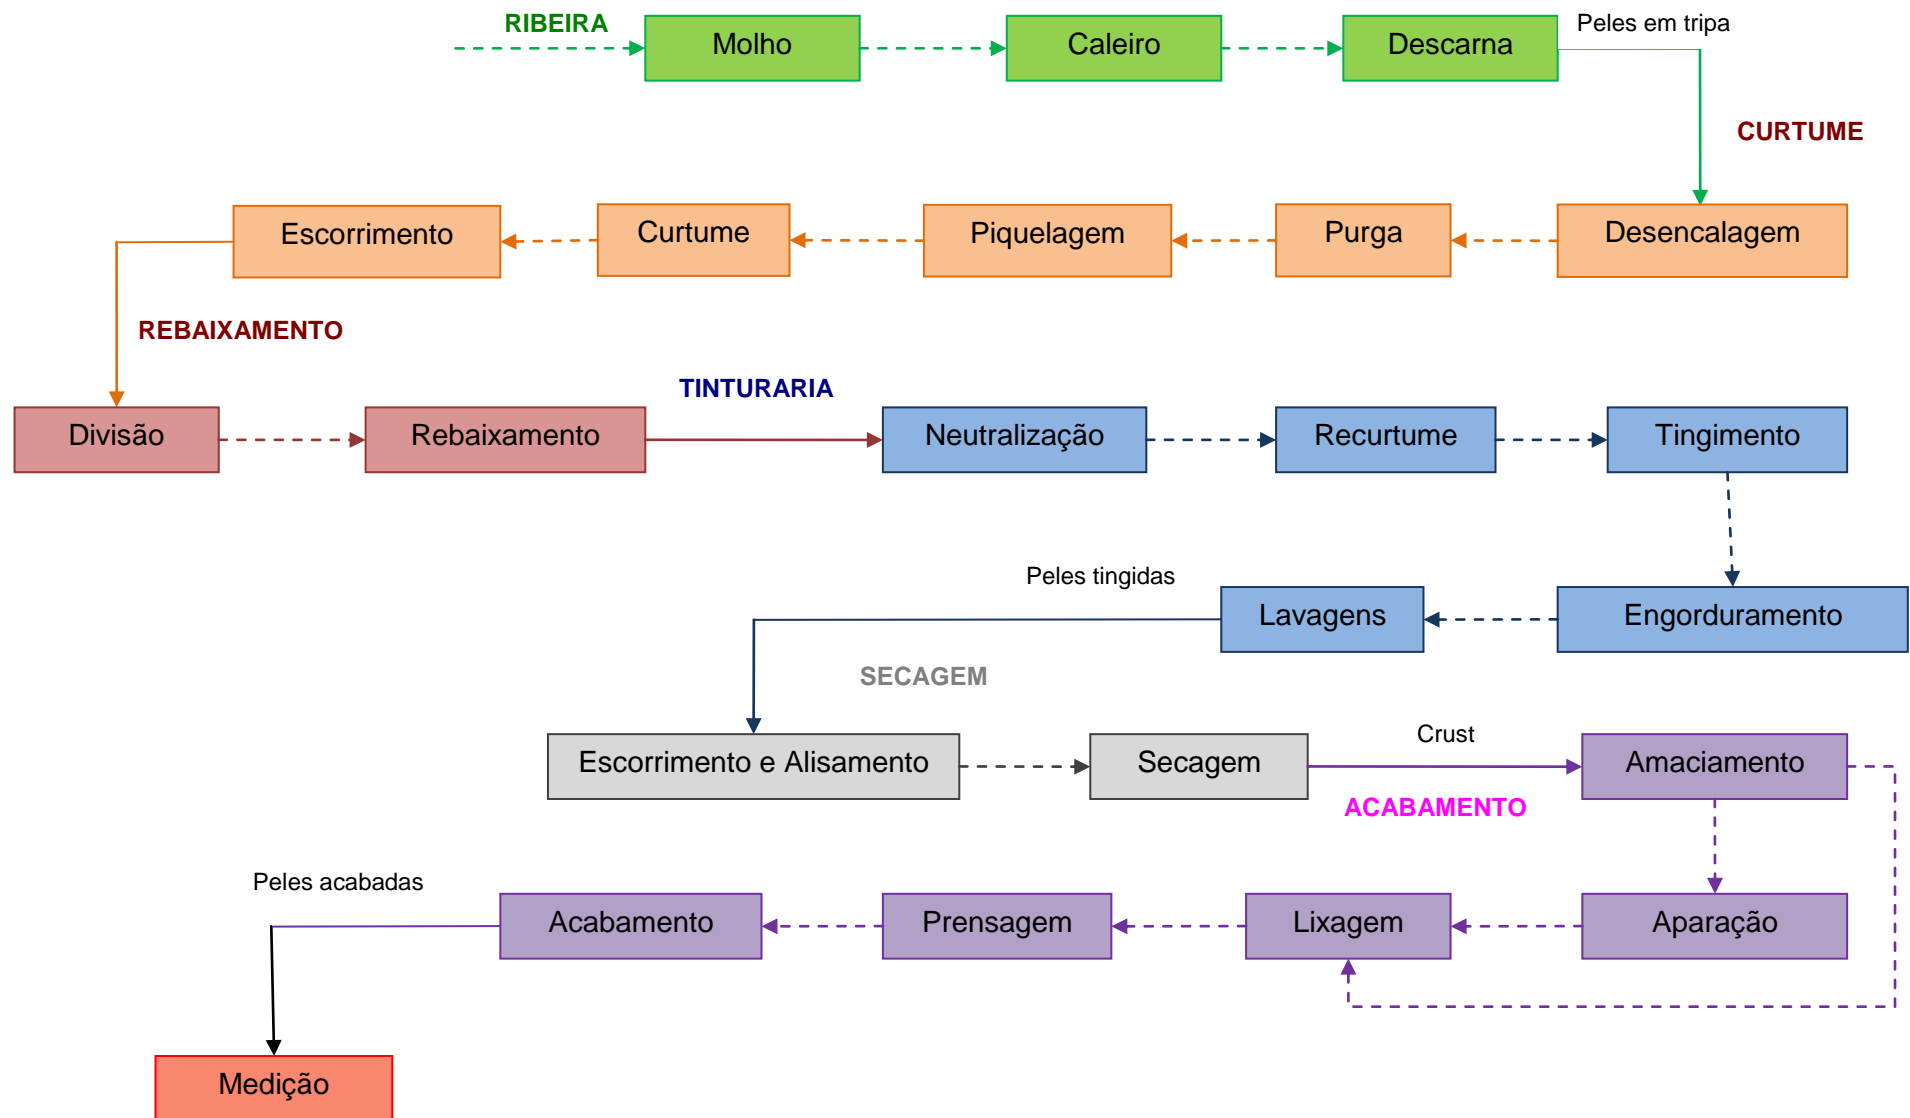 RIBEIRA
Molho
Caleiro
Descarna
Peles em tripa
CURTUME
Escorrimento
Curtume
Piquelagem
Purga
Desencalagem
REBAIXAMENTO
TINTURARIA
Divisão
Rebaixamento
Neutralização
Recurtume
Tingimento
Peles tingidas
Lavagens
Engorduramento
SECAGEM
Escorrimento e Alisamento
Secagem
Crust
Amaciamento
ACABAMENTO
Peles acabadas
Acabamento
Prensagem
Lixagem
Aparação
Medição